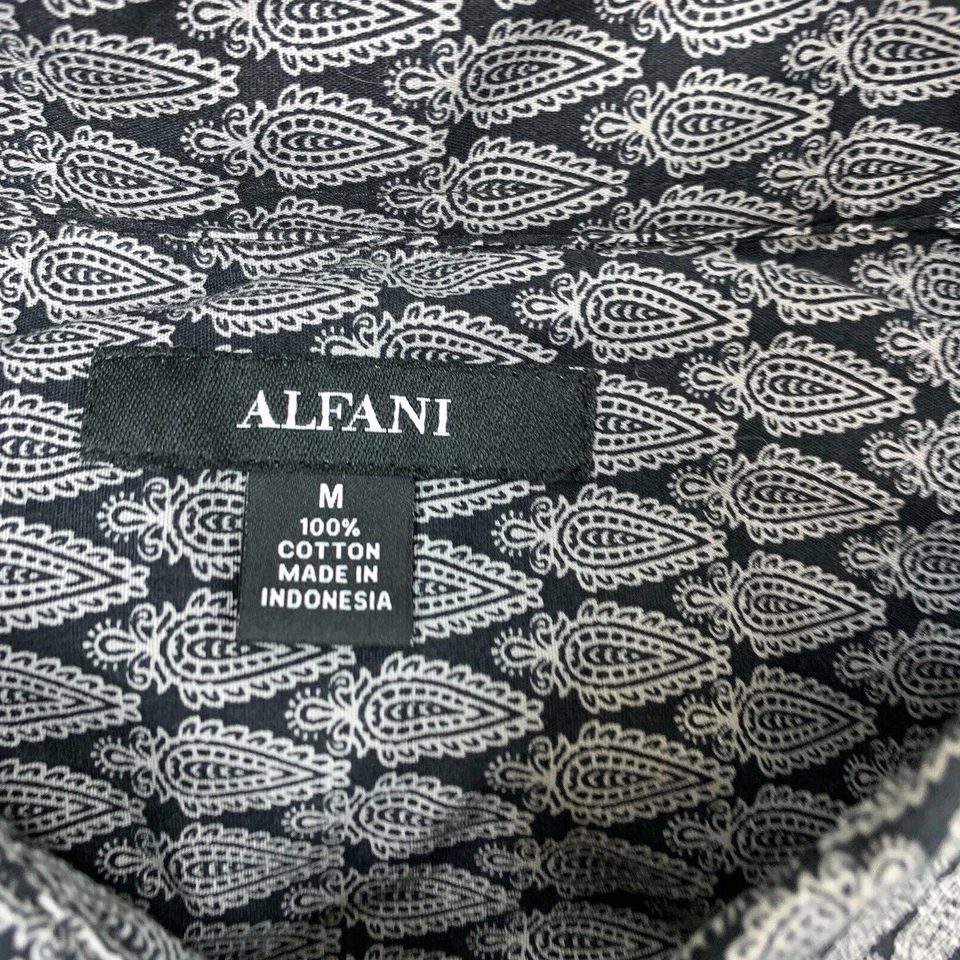 ALFANI
M
100%
COTTON
MADE IN
INDONESIA